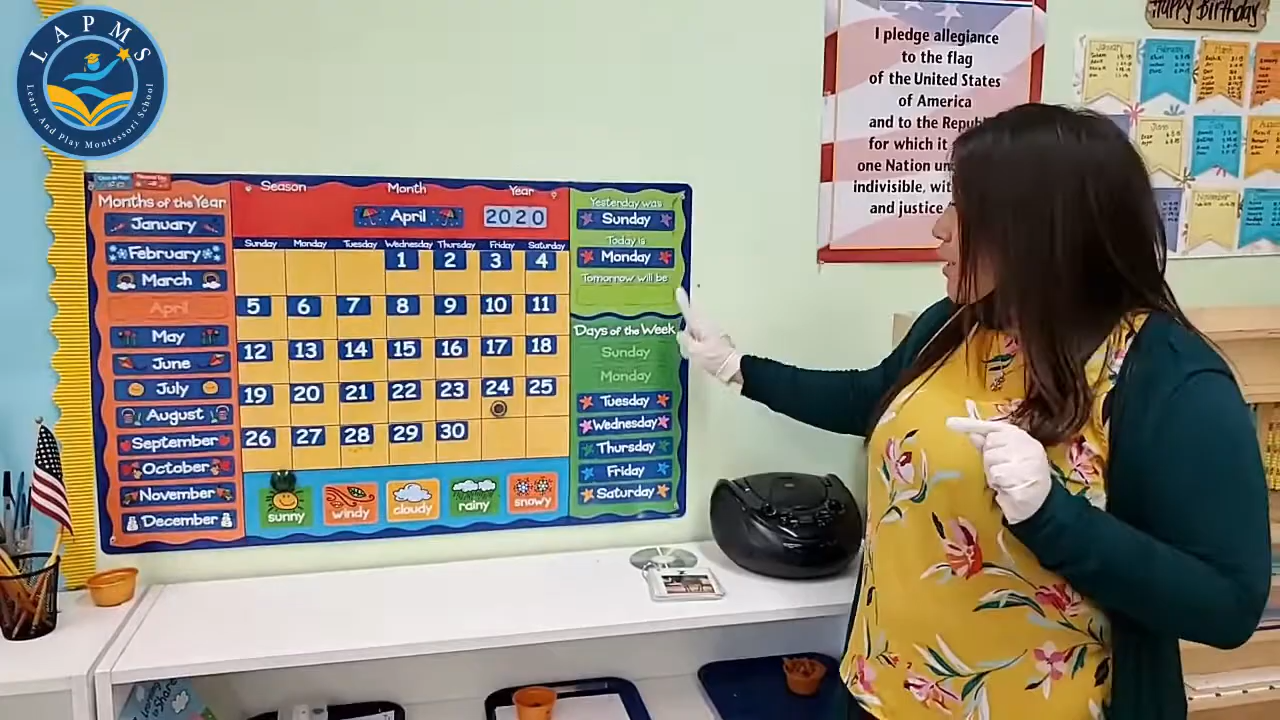 LAPMS
Learn And Play Montessori School
Months of the Year
January
February
March
April
May
June
July
August
September
October
November
December
Season Month Year
April 2020
Sunday Monday Tuesday Wednesday Thursday Friday Saturday
1 2 3 4
5 6 7 8 9 10 11
12 13 14 15 16 17 18
19 20 21 22 23 24 25
26 27 28 29 30
sunny windy cloudy rainy snowy
Yesterday was
Sunday
Today is
Monday
Tomorrow will be
Days of the Week
Sunday
Monday
Tuesday
Wednesday
Thursday
Friday
Saturday
I pledge allegiance
to the flag
of the United States
of America
and to the
for which it
one Nation
indivisible,
and justice
Happy Birthday
January
March
June
July
November